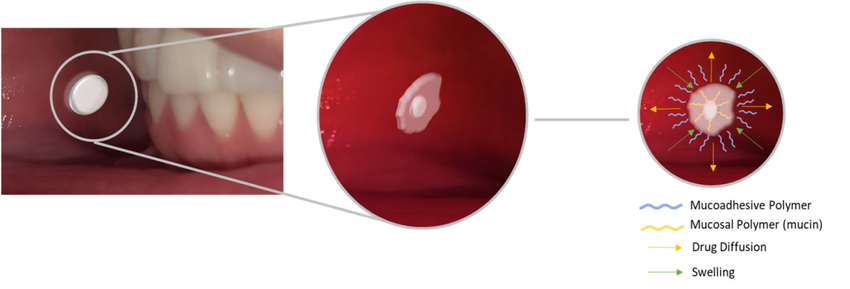 Mucoadhesive Polymer
Mucosal Polymer (mucin)
Drug Diffusion
Swelling